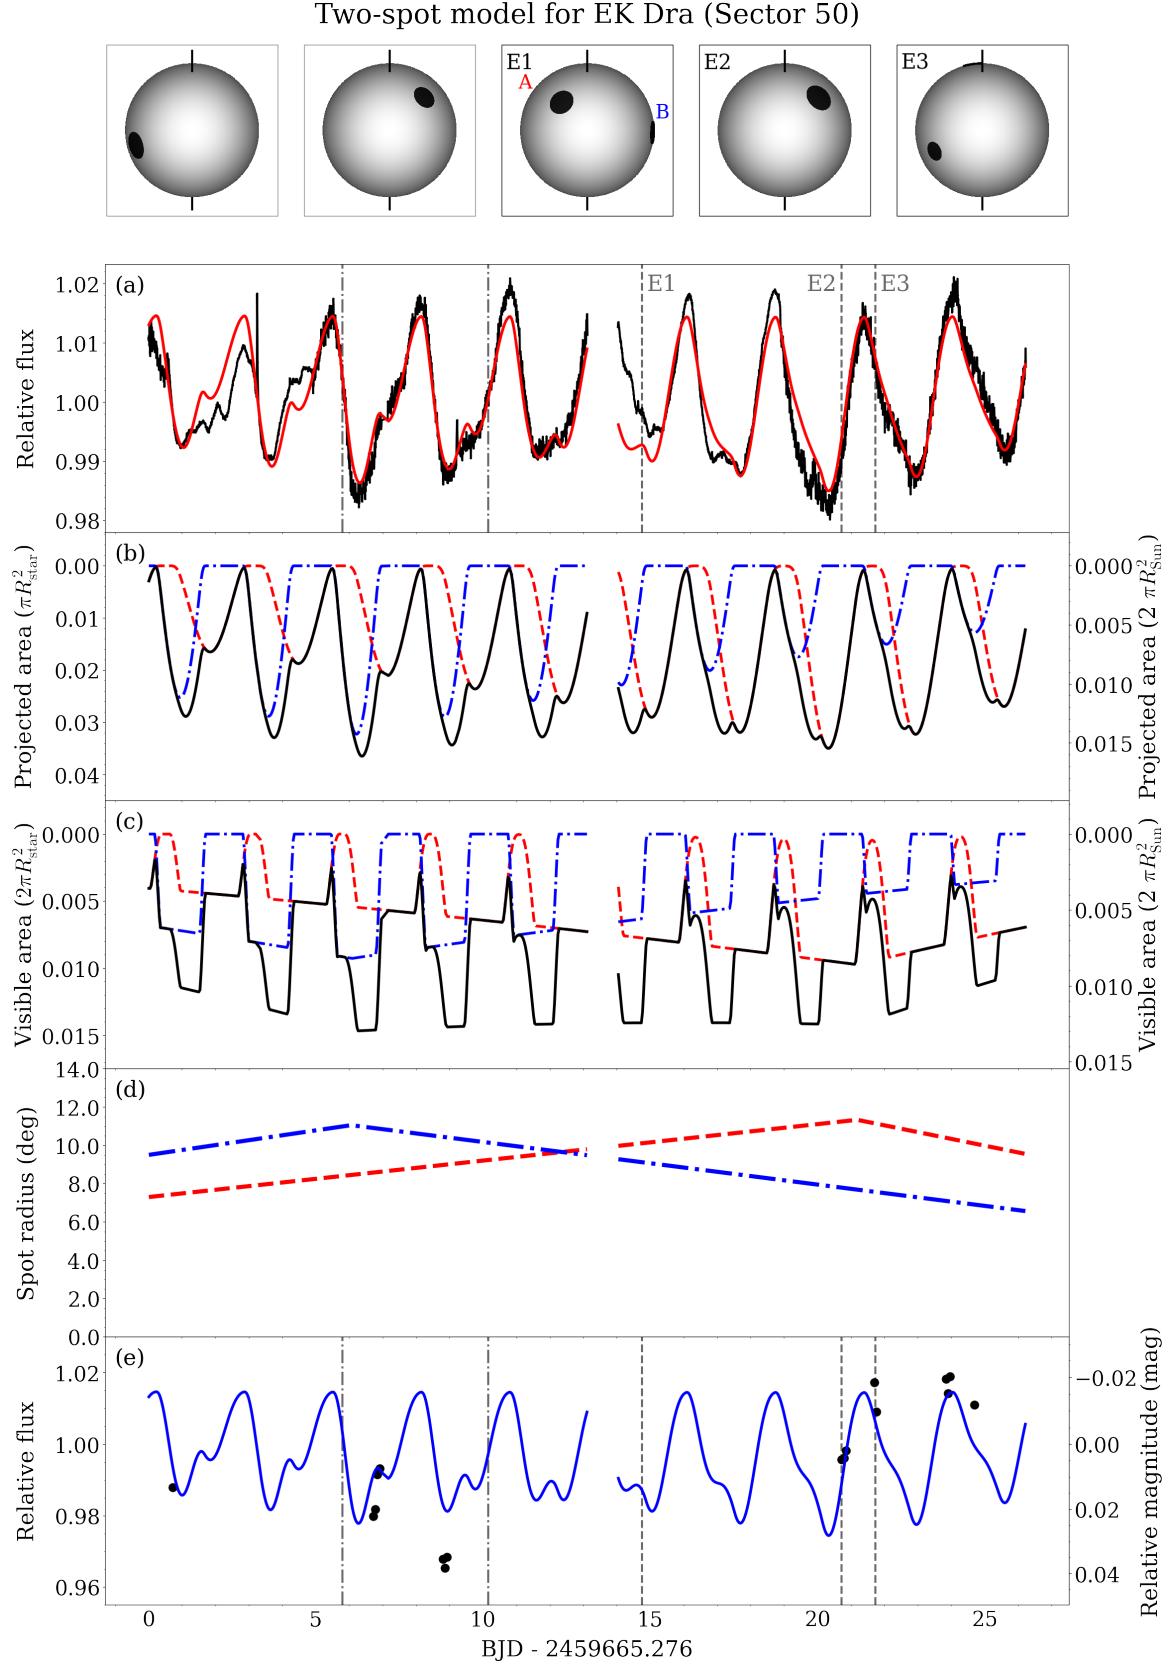 Two-spot model for EK Dra (Sector 50)
E1
A
B
E2
E3
(a)
E1
E2
E3
Relative flux
1.02
1.01
1.00
0.99
0.98
(b)
Projected area (πR²star)
0.00
0.01
0.02
0.03
0.04
Projected area (2 πR²Sun)
0.000
0.005
0.010
0.015
(c)
Visible area (2πR²star)
0.000
0.005
0.010
0.015
Visible area (2 πR²Sun)
0.000
0.005
0.010
0.015
(d)
Spot radius (deg)
14.0
12.0
10.0
8.0
6.0
4.0
2.0
0.0
(e)
Relative flux
1.02
1.00
0.98
0.96
Relative magnitude (mag)
−0.02
0.00
0.02
0.04
0 5 10 15 20 25
BJD - 2459665.276